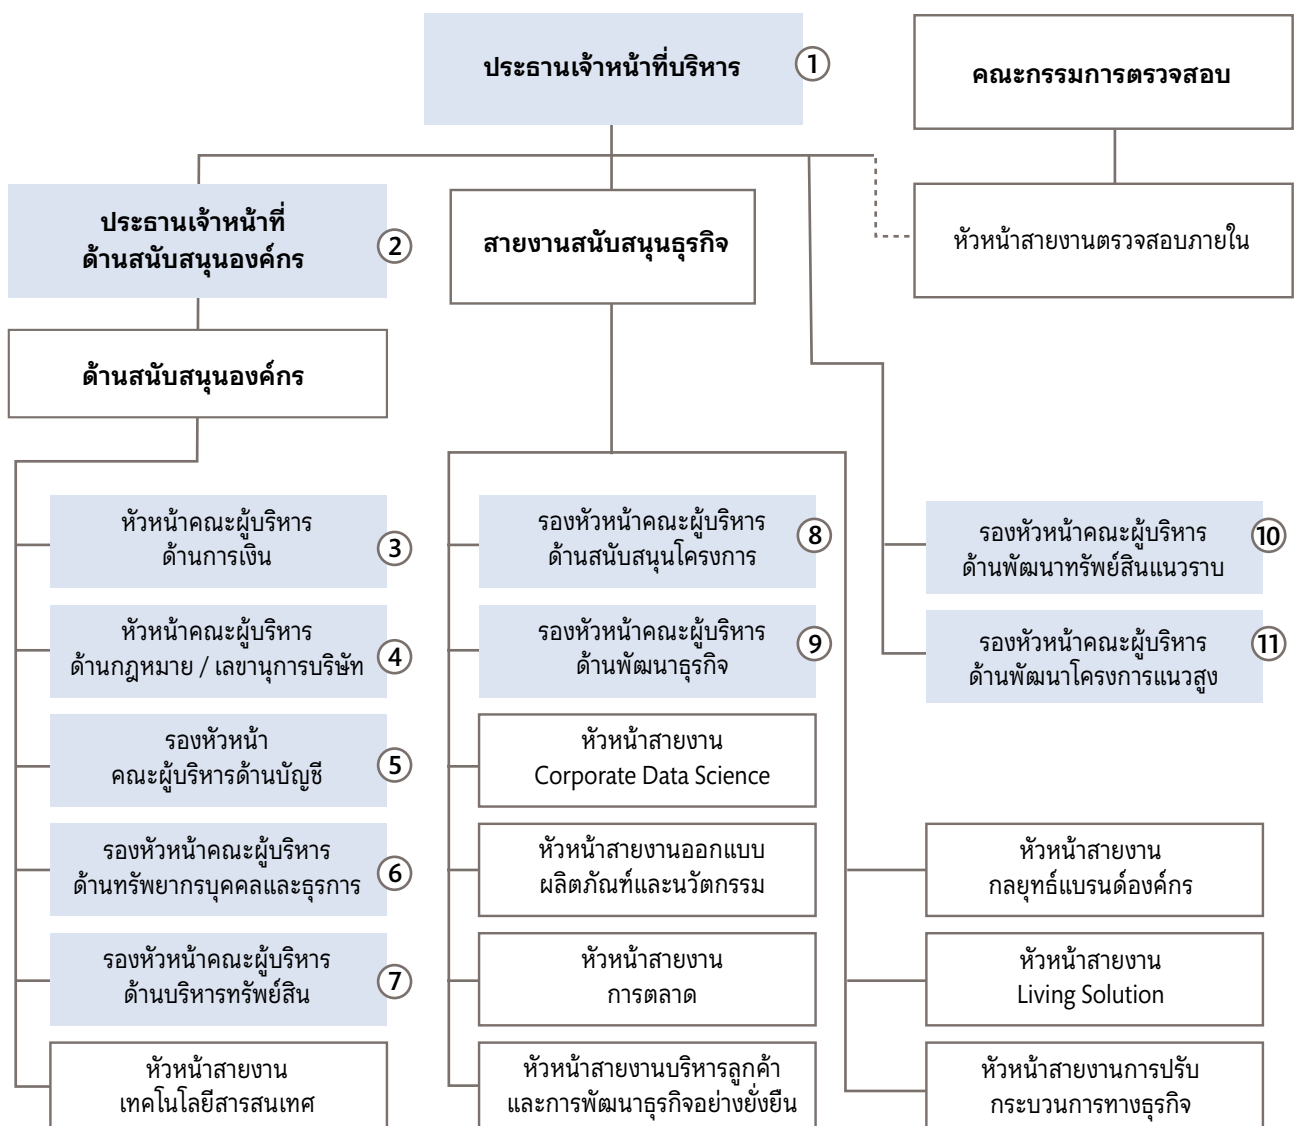 ประธานเจ้าหน้าที่บริหาร
1
คณะกรรมการตรวจสอบ
ประธานเจ้าหน้าที่
ด้านสนับสนุนองค์กร
2
สายงานสนับสนุนธุรกิจ
หัวหน้าสายงานตรวจสอบภายใน
ด้านสนับสนุนองค์กร
หัวหน้าคณะผู้บริหาร
ด้านการเงิน
3
หัวหน้าคณะผู้บริหาร
ด้านกฎหมาย / เลขานุการบริษัท
4
รองหัวหน้า
คณะผู้บริหารด้านบัญชี
5
รองหัวหน้าคณะผู้บริหาร
ด้านทรัพยากรบุคคลและธุรการ
6
รองหัวหน้าคณะผู้บริหาร
ด้านบริหารทรัพย์สิน
7
หัวหน้าสายงาน
เทคโนโลยีสารสนเทศ
รองหัวหน้าคณะผู้บริหาร
ด้านสนับสนุนโครงการ
8
รองหัวหน้าคณะผู้บริหาร
ด้านพัฒนาธุรกิจ
9
หัวหน้าสายงาน
Corporate Data Science
หัวหน้าสายงานออกแบบ
ผลิตภัณฑ์และนวัตกรรม
หัวหน้าสายงาน
การตลาด
หัวหน้าสายงานบริหารลูกค้า
และการพัฒนาธุรกิจอย่างยั่งยืน
รองหัวหน้าคณะผู้บริหาร
ด้านพัฒนาทรัพย์สินแนวราบ
10
รองหัวหน้าคณะผู้บริหาร
ด้านพัฒนาโครงการแนวสูง
11
หัวหน้าสายงาน
กลยุทธ์แบรนด์องค์กร
หัวหน้าสายงาน
Living Solution
หัวหน้าสายงานการปรับ
กระบวนการทางธุรกิจ